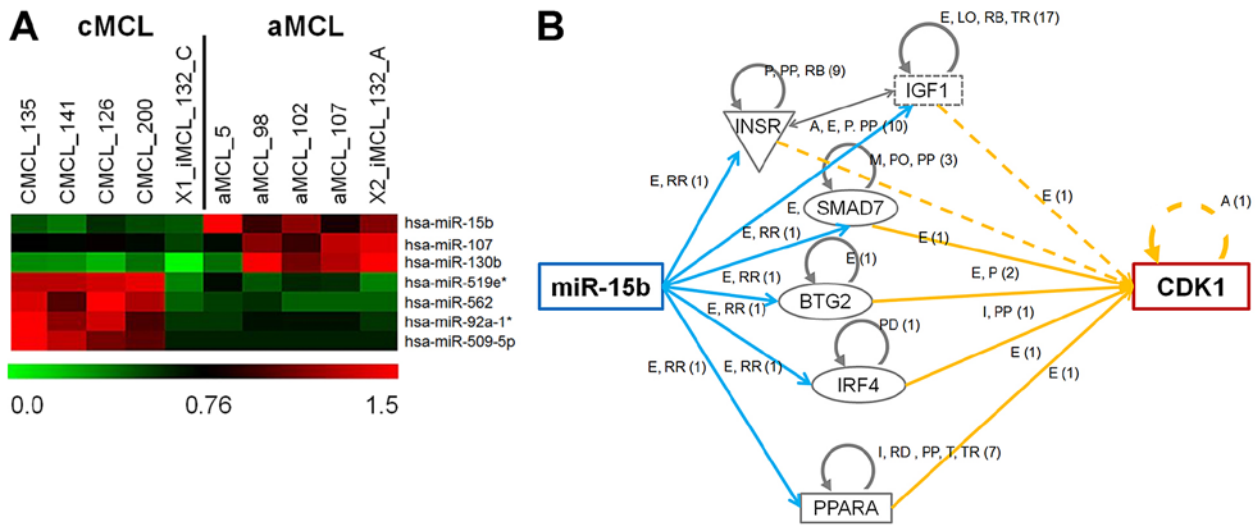 A
cMCL
aMCL
CMCL_135
CMCL_141
CMCL_126
CMCL_200
X1_iMCL_132_C
aMCL_5
aMCL_98
aMCL_102
aMCL_107
X2_iMCL_132_A
hsa-miR-15b
hsa-miR-107
hsa-miR-130b
hsa-miR-519e*
hsa-miR-562
hsa-miR-92a-1*
hsa-miR-509-5p
0.0
0.76
1.5
B
E, LO, RB, TR (17)
P, PP, RB (9)
IGF1
INSR
A, E, P. PP (10)
M, PO, PP (3)
E, RR (1)
E,
SMAD7
E (1)
A (1)
E, RR (1)
E (1)
E (1)
E, RR (1)
E, P (2)
miR-15b
BTG2
CDK1
E, RR (1)
I, PP (1)
PD (1)
E, RR (1)
E, RR (1)
E (1)
E (1)
IRF4
I, RD , PP, T, TR (7)
PPARA